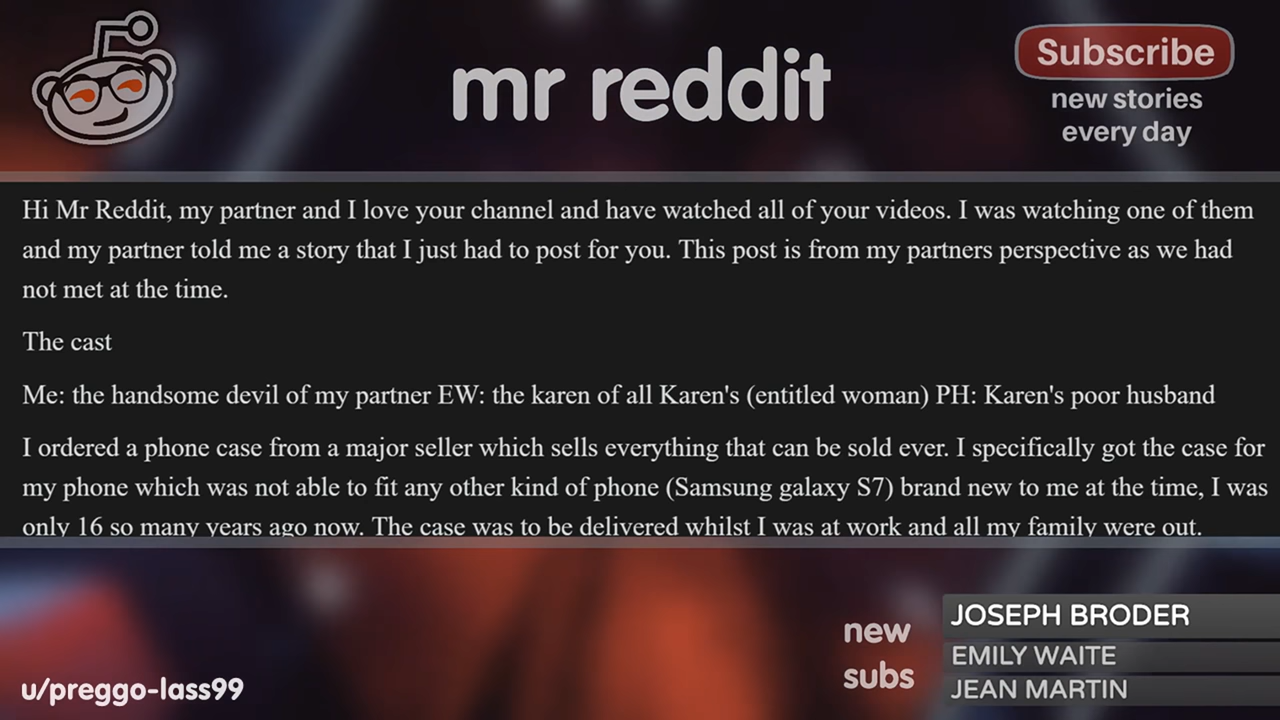 mr reddit
Subscribe
new stories
every day
Hi Mr Reddit, my partner and I love your channel and have watched all of your videos. I was watching one of them
and my partner told me a story that I just had to post for you. This post is from my partners perspective as we had
not met at the time.
The cast
Me: the handsome devil of my partner EW: the karen of all Karen's (entitled woman) PH: Karen's poor husband
I ordered a phone case from a major seller which sells everything that can be sold ever. I specifically got the case for
my phone which was not able to fit any other kind of phone (Samsung galaxy S7) brand new to me at the time, I was
only 16 so many years ago now. The case was to be delivered whilst I was at work and all my family were out.
new
subs
JOSEPH BRODER
EMILY WAITE
JEAN MARTIN
u/preggo-lass99